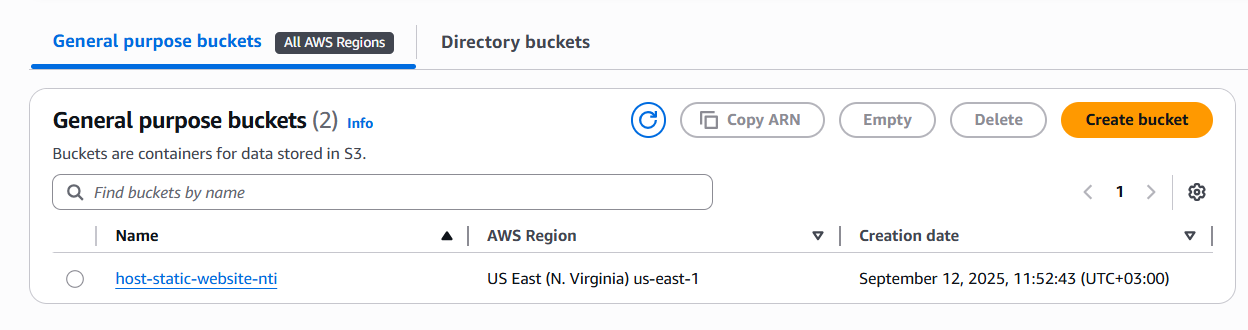 General purpose buckets All AWS Regions Directory buckets
General purpose buckets (2) Info
Copy ARN Empty Delete Create bucket
Buckets are containers for data stored in S3.
Find buckets by name
1
Name AWS Region Creation date
host-static-website-nti US East (N. Virginia) us-east-1 September 12, 2025, 11:52:43 (UTC+03:00)